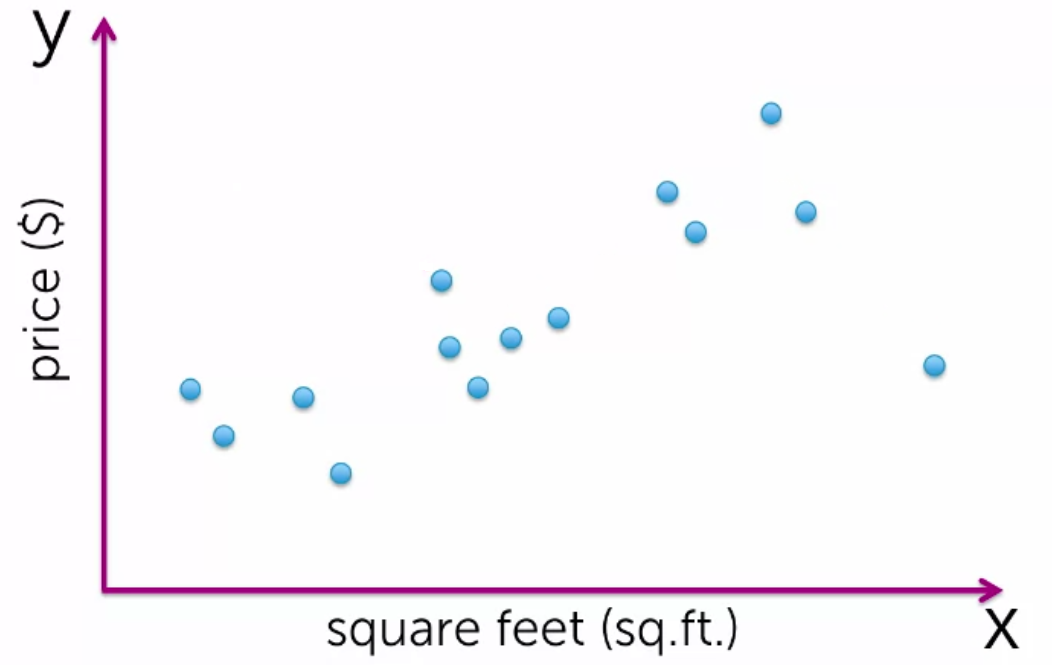 y
price ($)
square feet (sq.ft.)
x